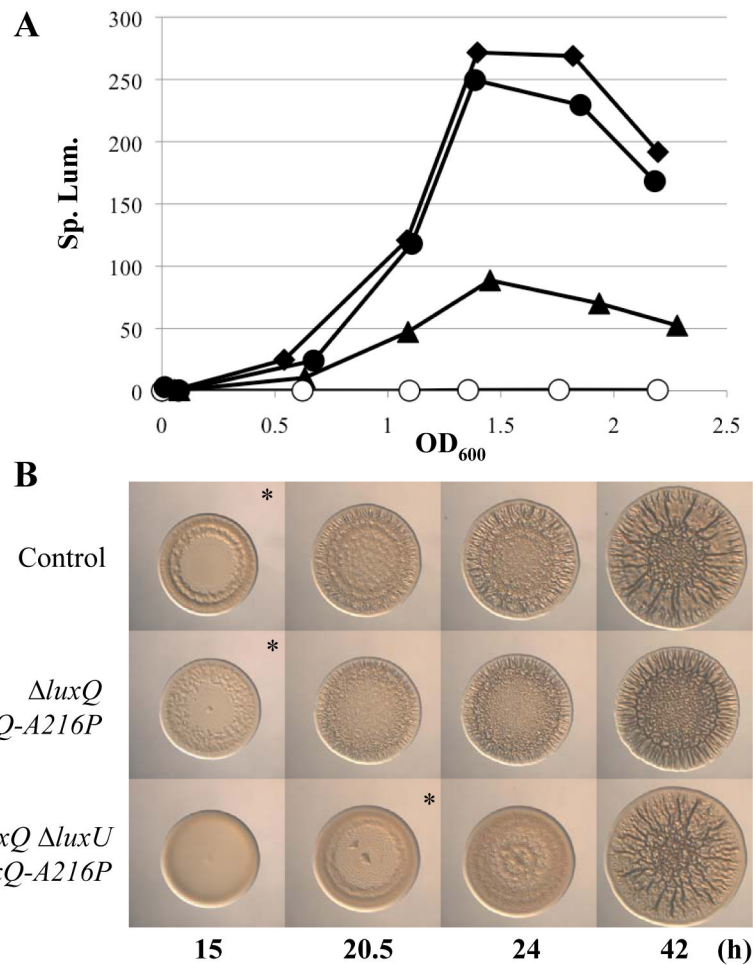 A
300
250
200
150
100
50
0
Sp. Lum.
0 0.5 1 1.5 2 2.5
OD600
B
*
Control
*
ΔluxQ
Q-A216P
*
xQ ΔluxU
Q-A216P
15 20.5 24 42 (h)